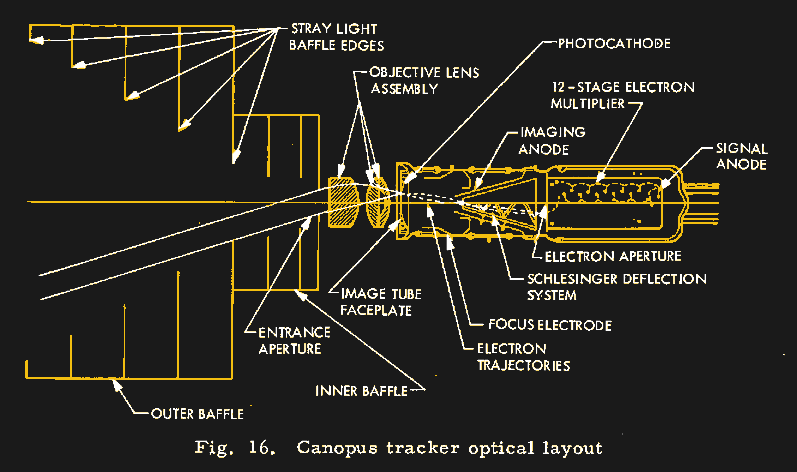 STRAY LIGHT
BAFFLE EDGES
PHOTOCATHODE
OBJECTIVE LENS
ASSEMBLY
12-STAGE ELECTRON
MULTIPLIER
IMAGING
ANODE
SIGNAL
ANODE
ELECTRON APERTURE
SCHLESINGER DEFLECTION
SYSTEM
IMAGE TUBE
FACEPLATE
FOCUS ELECTRODE
ENTRANCE
APERTURE
ELECTRON
TRAJECTORIES
INNER BAFFLE
OUTER BAFFLE
Fig. 16. Canopus tracker optical layout